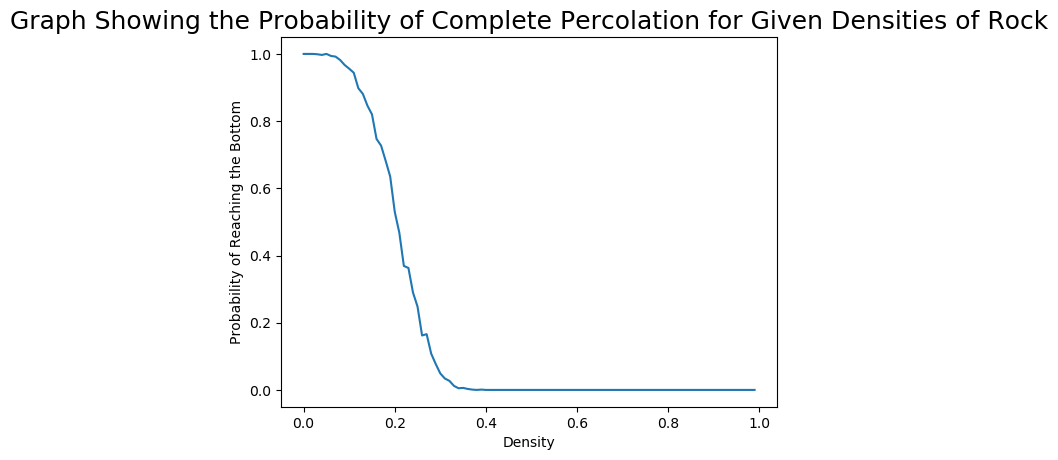 Graph Showing the Probability of Complete Percolation for Given Densities of Rock
1.0
0.8
0.6
0.4
0.2
0.0
Probability of Reaching the Bottom
0.0 0.2 0.4 0.6 0.8 1.0
Density